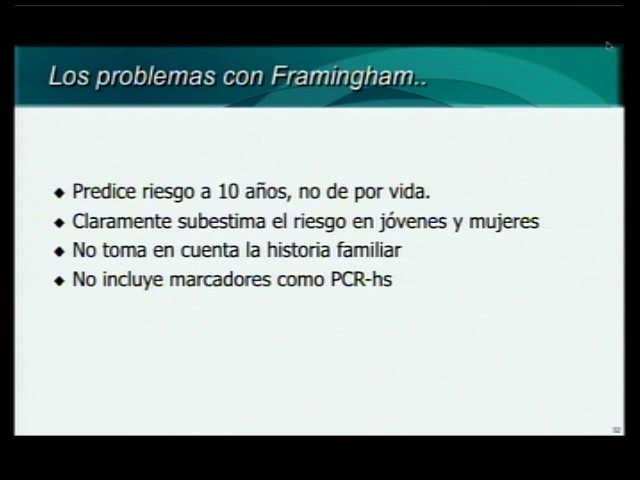 Los problemas con Framingham..
◆ Predice riesgo a 10 años, no de por vida.
◆ Claramente subestima el riesgo en jóvenes y mujeres
◆ No toma en cuenta la historia familiar
◆ No incluye marcadores como PCR-hs